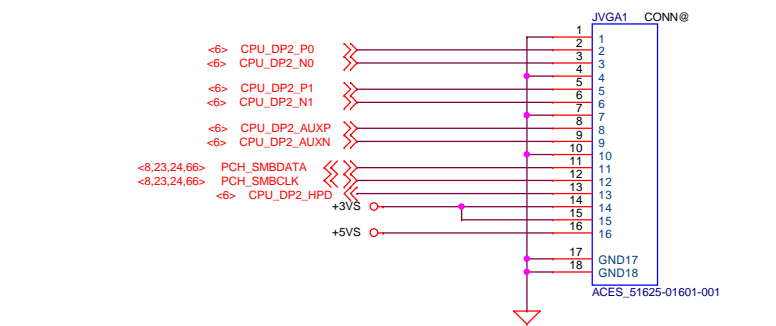 JVGA1 CONN@
1 1
<6> CPU_DP2_P0 2 2
<6> CPU_DP2_N0 3 3
4 4
<6> CPU_DP2_P1 5 5
<6> CPU_DP2_N1 6 6
7 7
<6> CPU_DP2_AUXP 8 8
<6> CPU_DP2_AUXN 9 9
10 10
<8,23,24,66> PCH_SMBDATA 11 11
<8,23,24,66> PCH_SMBCLK 12 12
<6> CPU_DP2_HPD 13 13
+3VS 14 14
15 15
+5VS 16 16
17 GND17
18 GND18
ACES_51625-01601-001